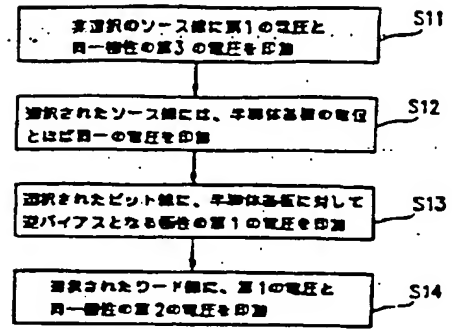 非選択のソース線に第1の電圧と
同一極性の第3の電圧を印加
S11
選択されたソース線には、半導体基板の電位
とほぼ同一の電圧を印加
S12
選択されたビット線に、半導体基板に対して
逆バイアスとなる極性の第1の電圧を印加
S13
選択されたワード線に、第1の電圧と
同一極性の第2の電圧を印加
S14